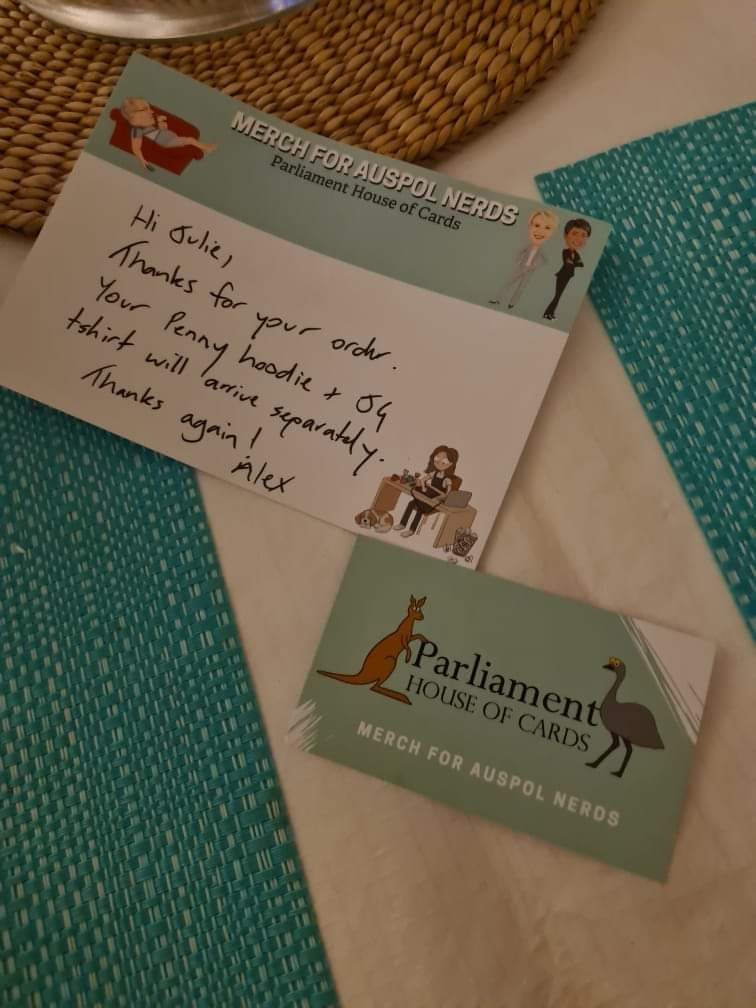 MERCH FOR AUSPOL NERDS
Parliament House of Cards
Hi Julie,
Thanks for your order.
Your Penny hoodie + JG
tshirt will arrive separately.
Thanks again!
Alex
Parliament
HOUSE OF CARDS
MERCH FOR AUSPOL NERDS